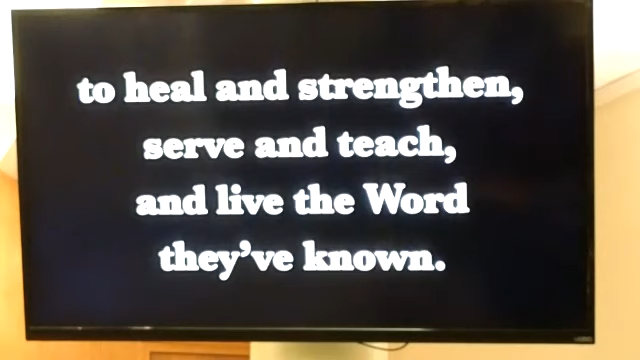 to heal and strengthen,
serve and teach,
and live the Word
they've known.